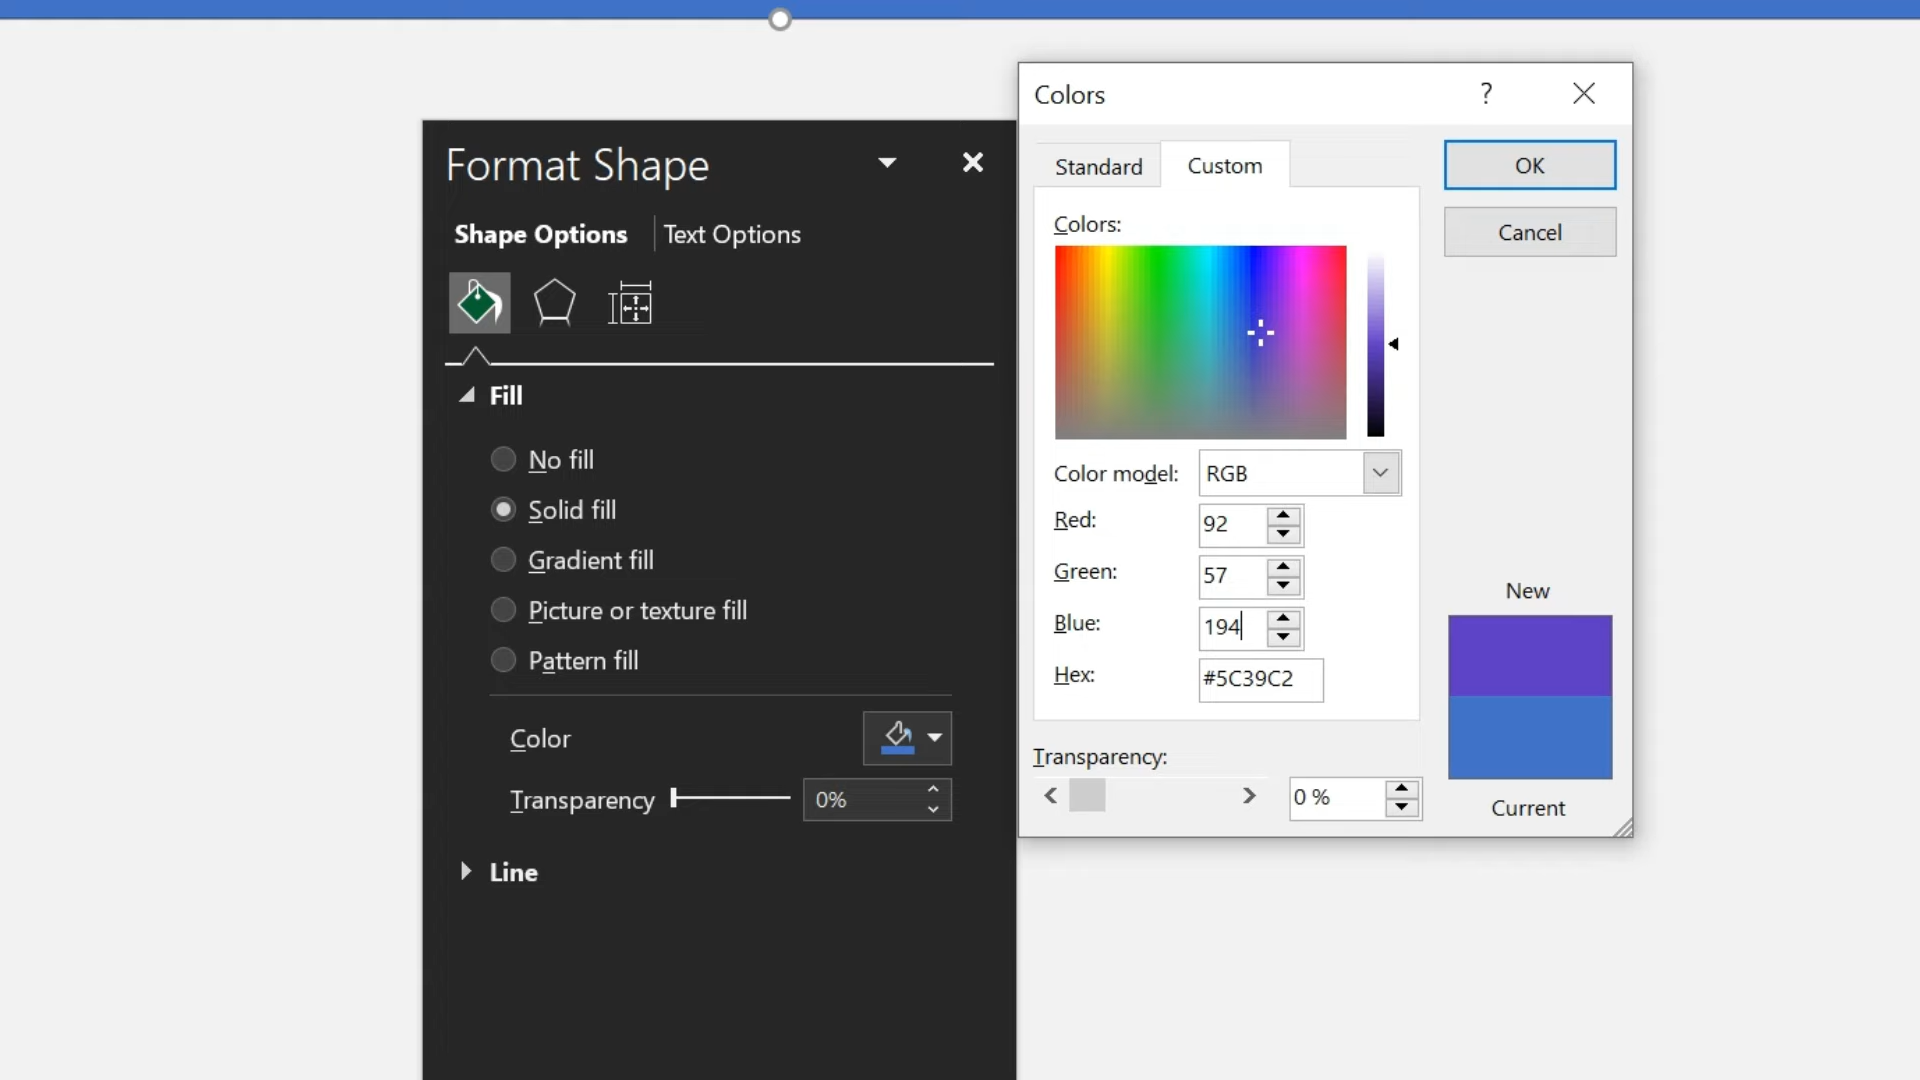 Format Shape
Shape Options
Text Options
Fill
No fill
Solid fill
Gradient fill
Picture or texture fill
Pattern fill
Color
Transparency
0%
Line
Colors
?
Standard
Custom
OK
Cancel
Colors:
Color model:
RGB
Red:
92
Green:
57
Blue:
194
Hex:
#5C39C2
New
Current
Transparency:
0 %